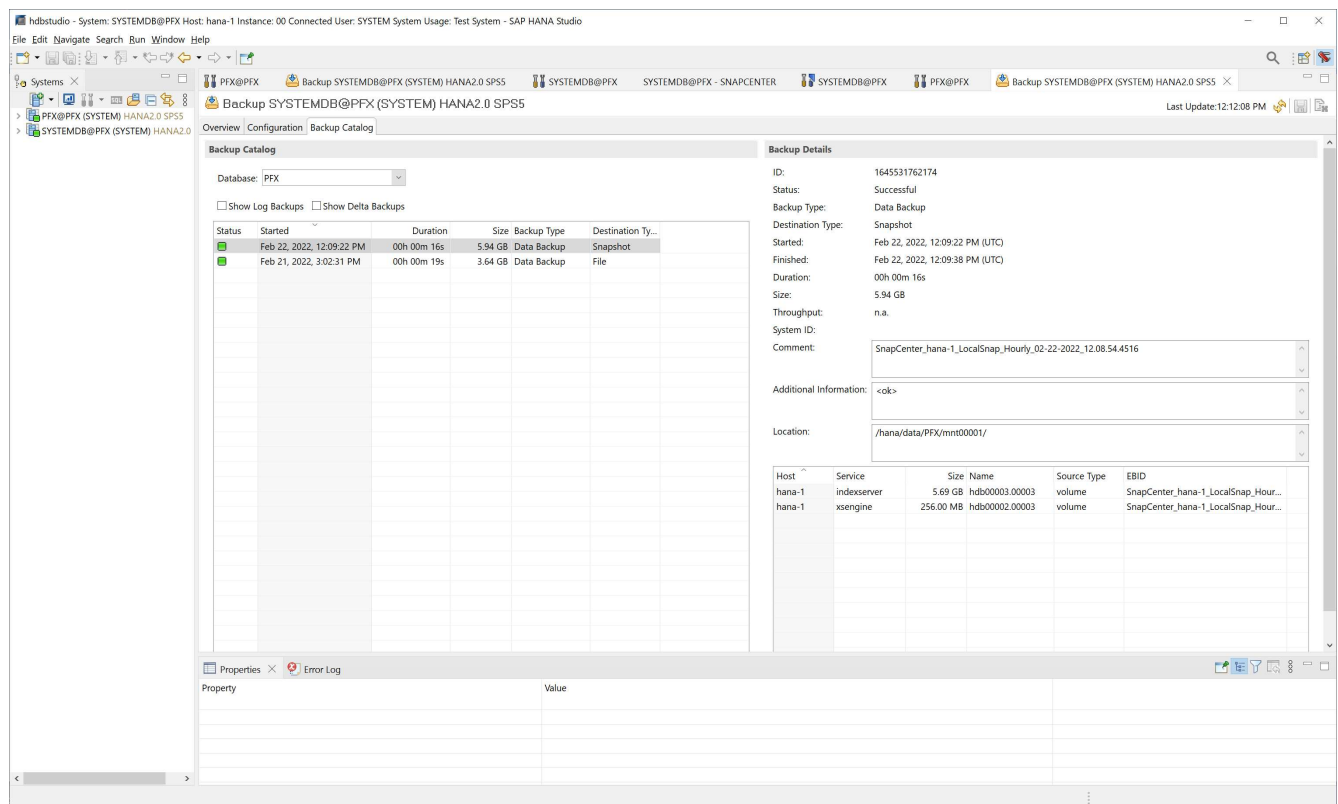 hdbstudio - System: SYSTEMDB@PFX Host: hana-1 Instance: 00 Connected User: SYSTEM System Usage: Test System - SAP HANA Studio
File Edit Navigate Search Run Window Help
Systems
PFX@PFX
Backup SYSTEMDB@PFX (SYSTEM) HANA2.0 SPS5
SYSTEMDB@PFX
SYSTEMDB@PFX - SNAPCENTER
SYSTEMDB@PFX
PFX@PFX
Backup SYSTEMDB@PFX (SYSTEM) HANA2.0 SPS5
PFX@PFX (SYSTEM) HANA2.0 SPS5
SYSTEMDB@PFX (SYSTEM) HANA2.0
Backup SYSTEMDB@PFX (SYSTEM) HANA2.0 SPS5
Last Update:12:12:08 PM
Overview Configuration Backup Catalog
Backup Catalog
Database: PFX
Show Log Backups Show Delta Backups
Status Started Duration Size Backup Type Destination Ty...
Feb 22, 2022, 12:09:22 PM 00h 00m 16s 5.94 GB Data Backup Snapshot
Feb 21, 2022, 3:02:31 PM 00h 00m 19s 3.64 GB Data Backup File
Backup Details
ID: 1645531762174
Status: Successful
Backup Type: Data Backup
Destination Type: Snapshot
Started: Feb 22, 2022, 12:09:22 PM (UTC)
Finished: Feb 22, 2022, 12:09:38 PM (UTC)
Duration: 00h 00m 16s
Size: 5.94 GB
Throughput: n.a.
System ID:
Comment: SnapCenter_hana-1_LocalSnap_Hourly_02-22-2022_12.08.54.4516
Additional Information: <ok>
Location: /hana/data/PFX/mnt00001/
Host Service Size Name Source Type EBID
hana-1 indexserver 5.69 GB hdb00003.00003 volume SnapCenter_hana-1_LocalSnap_Hour...
hana-1 xsengine 256.00 MB hdb00002.00003 volume SnapCenter_hana-1_LocalSnap_Hour...
Properties Error Log
Property Value